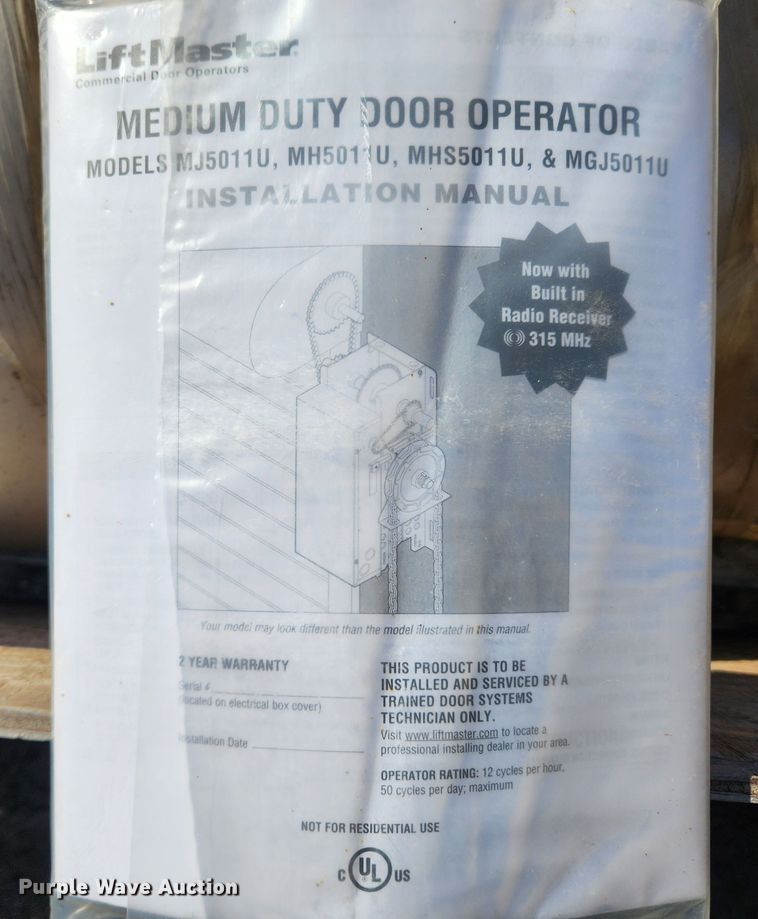 LiftMaster
Commercial Door Operators
MEDIUM DUTY DOOR OPERATOR
MODELS MJ5011U, MH5011U, MHS5011U, & MGJ5011U
INSTALLATION MANUAL
Now with
Built in
Radio Receiver
315 MHz
Your model may look different than the model illustrated in this manual.
2 YEAR WARRANTY
Serial #
(located on electrical box cover)
Installation Date
THIS PRODUCT IS TO BE
INSTALLED AND SERVICED BY A
TRAINED DOOR SYSTEMS
TECHNICIAN ONLY.
Visit www.liftmaster.com to locate a
professional installing dealer in your area.
OPERATOR RATING: 12 cycles per hour,
50 cycles per day; maximum
NOT FOR RESIDENTIAL USE
C UL US
Purple Wave Auction